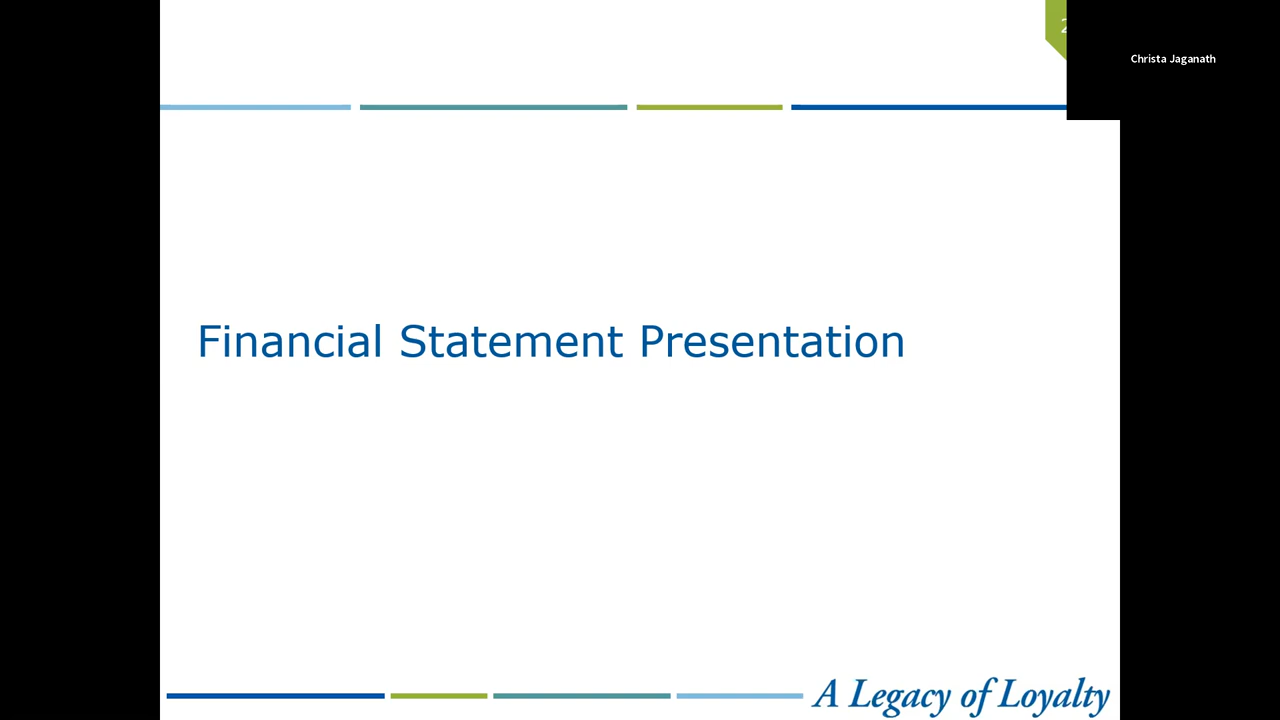 Christa Jaganath
Financial Statement Presentation
A Legacy of Loyalty